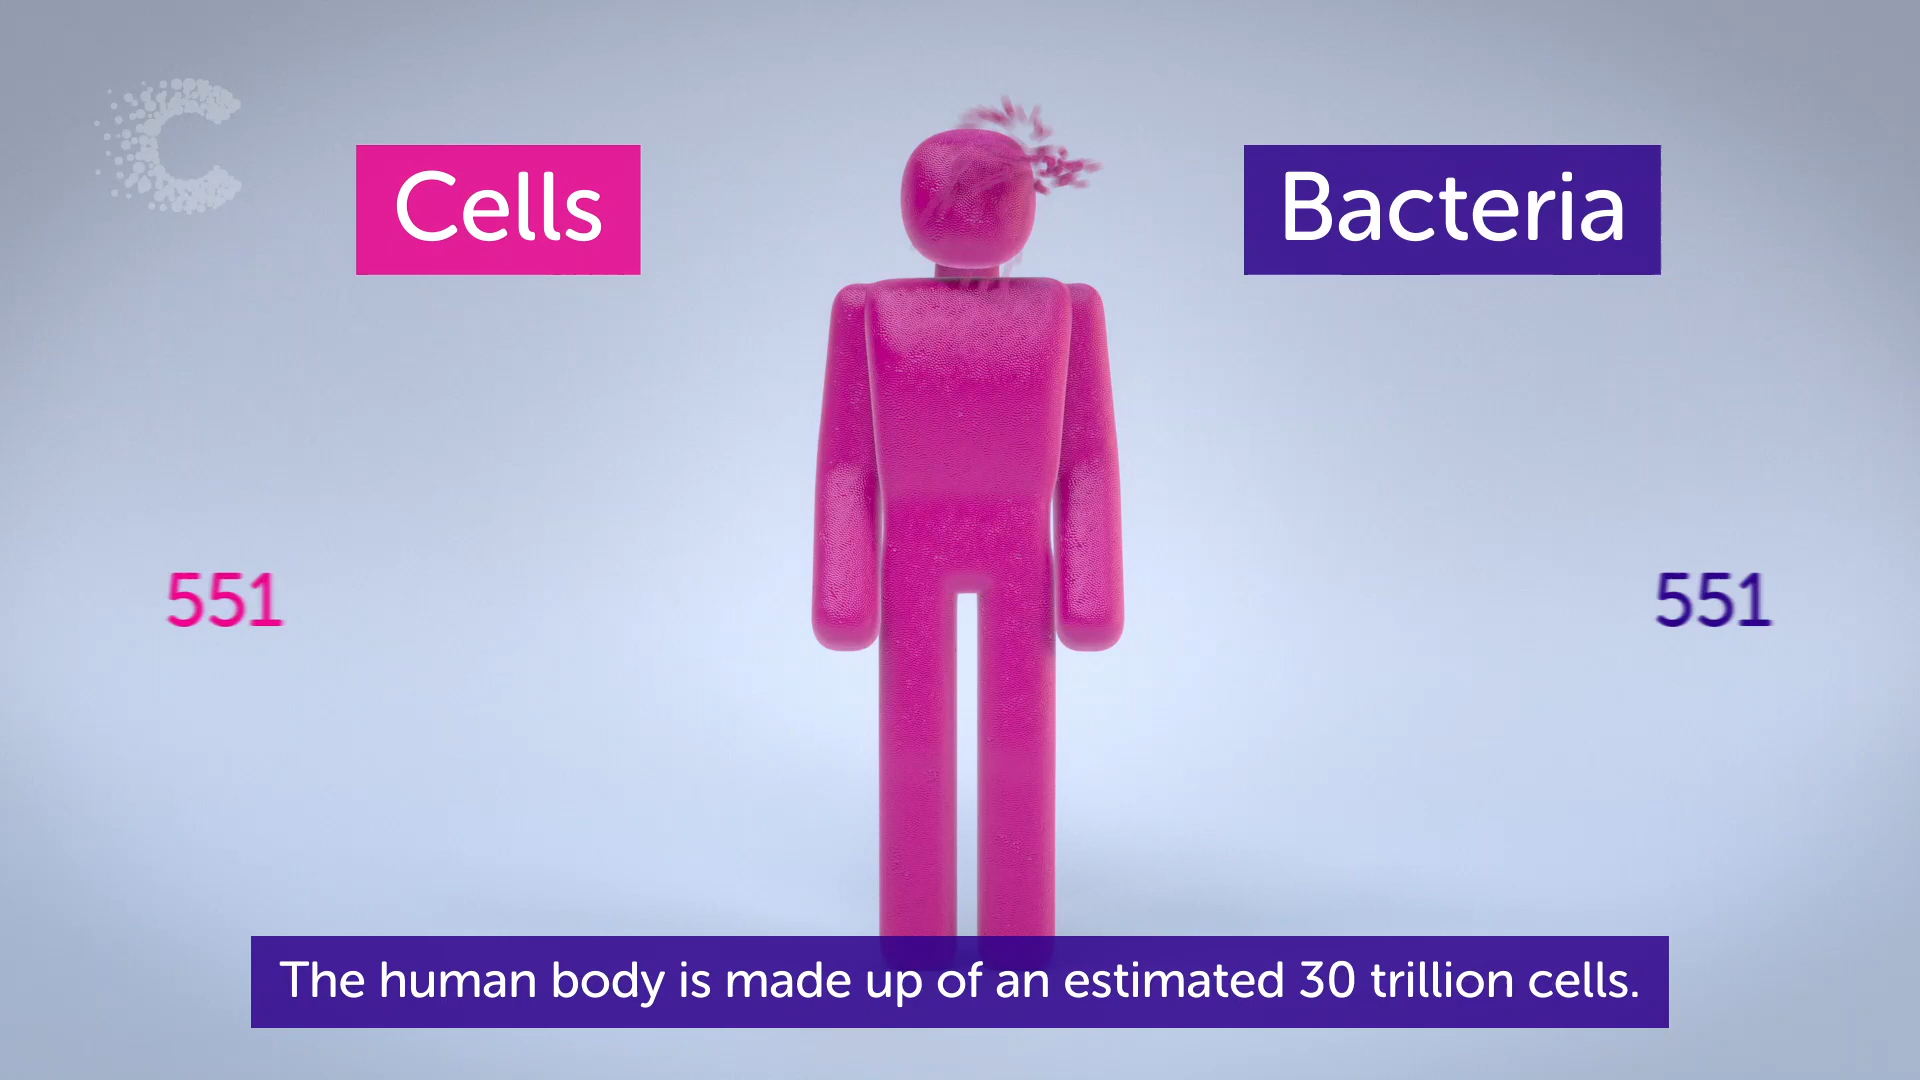 Cells
Bacteria
551
551
The human body is made up of an estimated 30 trillion cells.